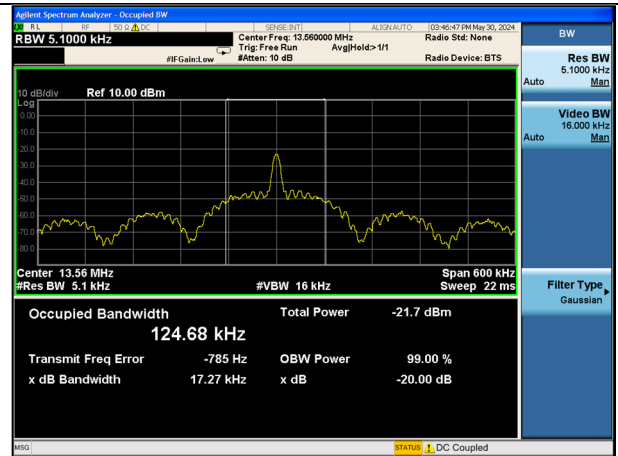 Agilent Spectrum Analyzer - Occupied BW
RL RF 50 Ω DC SENSE:INT ALIGN AUTO 03:46:47 PM May 30, 2024
RBW 5.1000 kHz
Center Freq: 13.560000 MHz
Radio Std: None
Trig: Free Run Avg|Hold:>1/1
#IFGain:Low #Atten: 10 dB Radio Device: BTS
10 dB/div Ref 10.00 dBm
Log
0.00
-10.0
-20.0
-30.0
-40.0
-50.0
-60.0
-70.0
-80.0
Center 13.56 MHz Span 600 kHz
#Res BW 5.1 kHz #VBW 16 kHz Sweep 22 ms
Occupied Bandwidth Total Power -21.7 dBm
124.68 kHz
Transmit Freq Error -785 Hz OBW Power 99.00 %
x dB Bandwidth 17.27 kHz x dB -20.00 dB
MSG STATUS DC Coupled
BW
Res BW
5.1000 kHz
Auto Man
Video BW
16.000 kHz
Auto Man
Filter Type
Gaussian